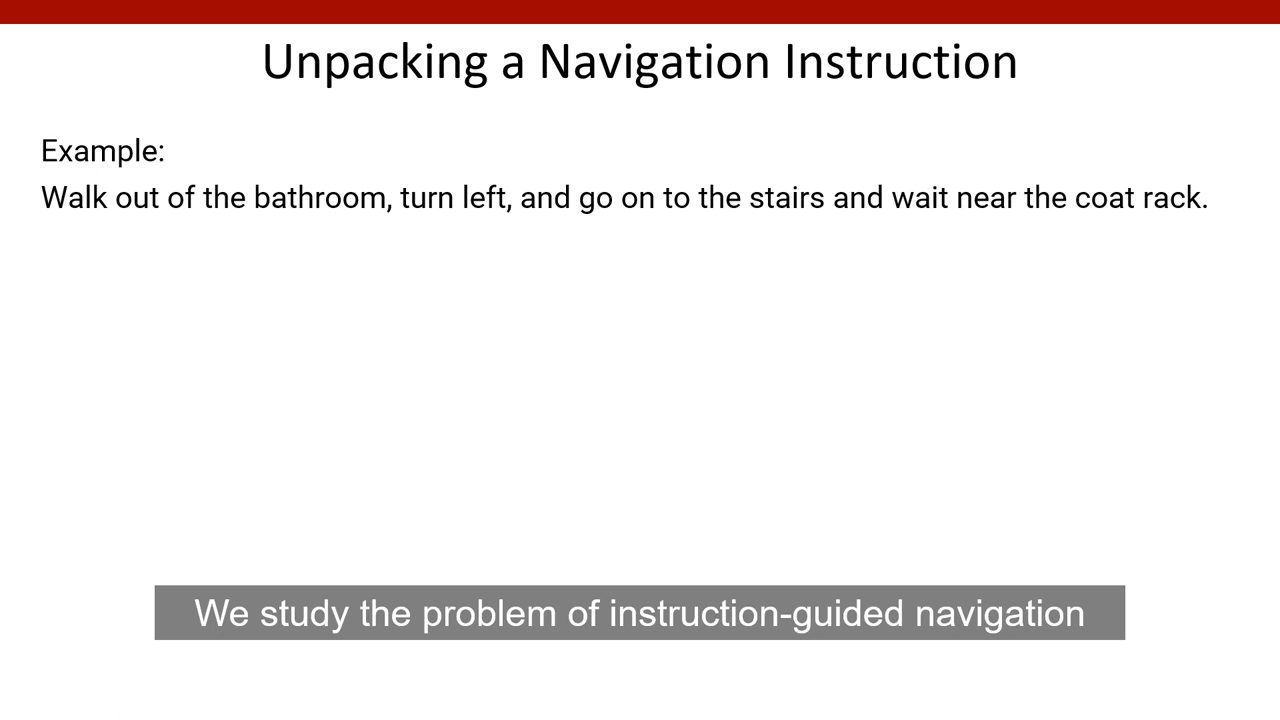 Unpacking a Navigation Instruction
Example:
Walk out of the bathroom, turn left, and go on to the stairs and wait near the coat rack.
We study the problem of instruction-guided navigation